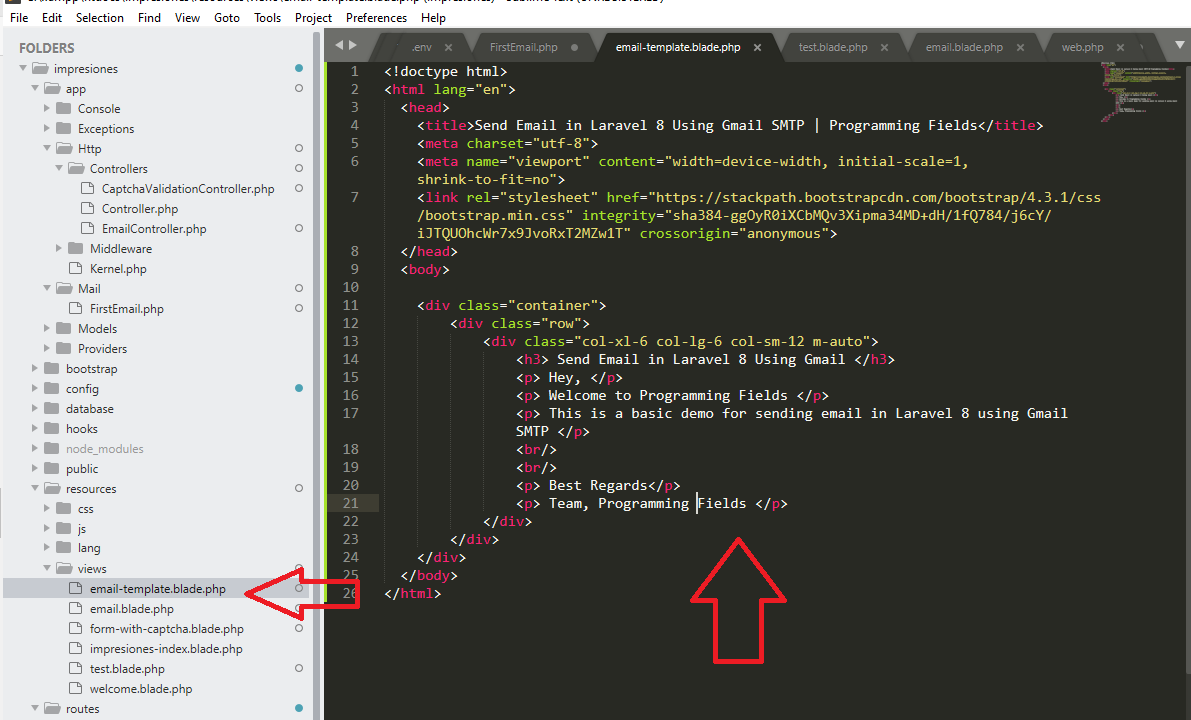 File Edit Selection Find View Goto Tools Project Preferences Help
FOLDERS
impresiones
app
Console
Exceptions
Http
Controllers
CaptchaValidationController.php
Controller.php
EmailController.php
Middleware
Kernel.php
Mail
FirstEmail.php
Models
Providers
bootstrap
config
database
hooks
node_modules
public
resources
css
js
lang
views
email-template.blade.php
email.blade.php
form-with-captcha.blade.php
impresiones-index.blade.php
test.blade.php
welcome.blade.php
routes
.env × FirstEmail.php email-template.blade.php × test.blade.php × email.blade.php × web.php ×
1 <!doctype html>
2 <html lang="en">
3 <head>
4 <title>Send Email in Laravel 8 Using Gmail SMTP | Programming Fields</title>
5 <meta charset="utf-8">
6 <meta name="viewport" content="width=device-width, initial-scale=1,
shrink-to-fit=no">
7 <link rel="stylesheet" href="https://stackpath.bootstrapcdn.com/bootstrap/4.3.1/css
/bootstrap.min.css" integrity="sha384-ggOyR0iXCbMQv3Xipma34MD+dH/1fQ784/j6cY/
iJTQUOhcWr7x9JvoRxT2MZw1T" crossorigin="anonymous">
8 </head>
9 <body>
10
11 <div class="container">
12 <div class="row">
13 <div class="col-xl-6 col-lg-6 col-sm-12 m-auto">
14 <h3> Send Email in Laravel 8 Using Gmail </h3>
15 <p> Hey, </p>
16 <p> Welcome to Programming Fields </p>
17 <p> This is a basic demo for sending email in Laravel 8 using Gmail
SMTP </p>
18 <br/>
19 <br/>
20 <p> Best Regards</p>
21 <p> Team, Programming Fields </p>
22 </div>
23 </div>
24 </div>
25 </body>
26 </html>